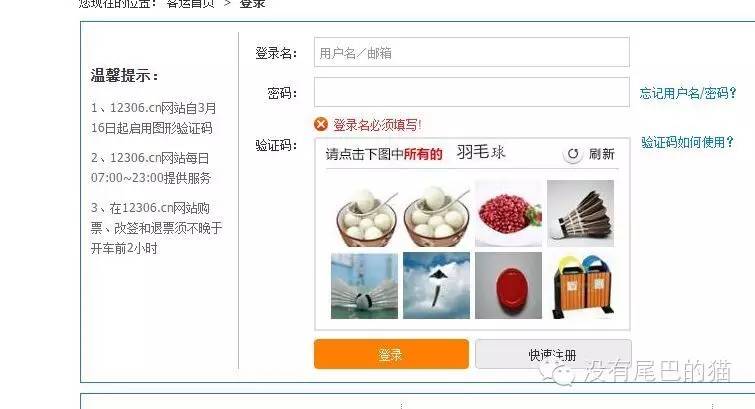 您现在的位置： 客运首页 > 登录
温馨提示：
1、12306.cn网站自3月
16日起启用图形验证码
2、12306.cn网站每日
07:00~23:00提供服务
3、在12306.cn网站购
票、改签和退票须不晚于
开车前2小时
登录名： 用户名／邮箱
密码： 忘记用户名/密码？
登录名必须填写!
验证码： 验证码如何使用？
请点击下图中所有的 羽毛球 刷新
登录 快速注册
没有尾巴的猫